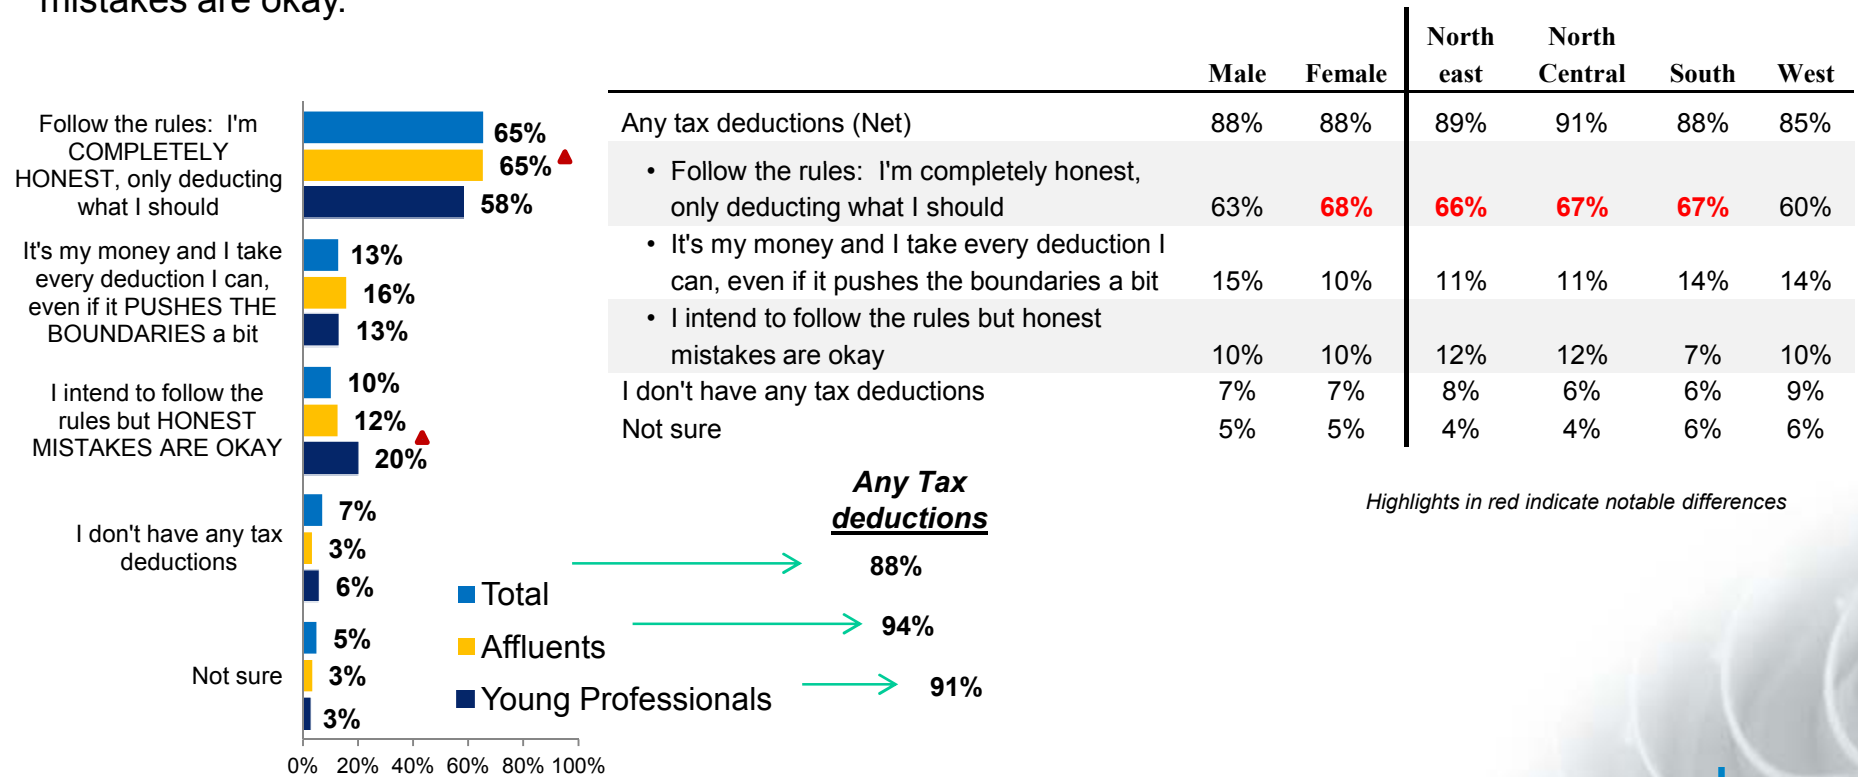 mistakes are okay.
Follow the rules: I'm
COMPLETELY
HONEST, only deducting
what I should
65%
65%
58%
It's my money and I take
every deduction I can,
even if it PUSHES THE
BOUNDARIES a bit
13%
16%
13%
I intend to follow the
rules but HONEST
MISTAKES ARE OKAY
10%
12%
20%
I don't have any tax
deductions
7%
3%
6%
Not sure
5%
3%
3%
0% 20% 40% 60% 80% 100%
Total
Affluents
Young Professionals
Any Tax
deductions
88%
94%
91%
North North
Male Female east Central South West
Any tax deductions (Net) 88% 88% 89% 91% 88% 85%
• Follow the rules: I'm completely honest,
only deducting what I should 63% 68% 66% 67% 67% 60%
• It's my money and I take every deduction I
can, even if it pushes the boundaries a bit 15% 10% 11% 11% 14% 14%
• I intend to follow the rules but honest
mistakes are okay 10% 10% 12% 12% 7% 10%
I don't have any tax deductions 7% 7% 8% 6% 6% 9%
Not sure 5% 5% 4% 4% 6% 6%
Highlights in red indicate notable differences